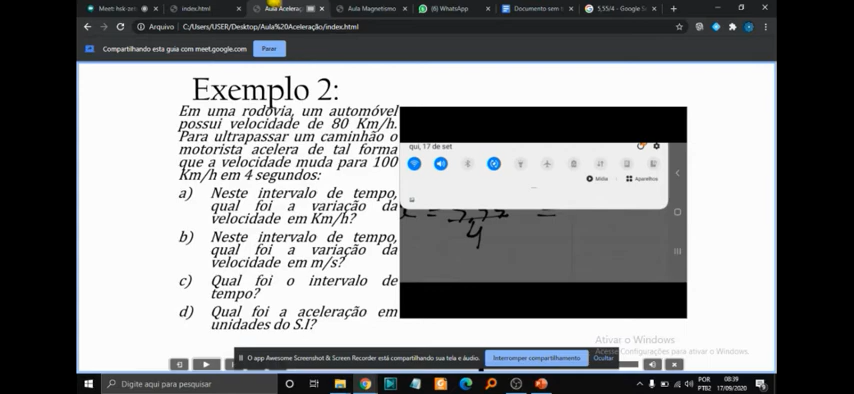 Meet: hsk-
index.html
Aula Aceleraç
Aula Magnetismo
(6) WhatsApp
Documento sem t
5,55/4 - Google
Arquivo C:/Users/USER/Desktop/Aula%20Aceleração/index.html
Compartilhando esta guia com meet.google.com
Parar
Exemplo 2:
Em uma rodovia, um automóvel
possui velocidade de 80 Km/h.
Para ultrapassar um caminhão o
motorista acelera de tal forma
que a velocidade muda para 100
Km/h em 4 segundos:
a) Neste intervalo de tempo,
qual foi a variação da
velocidade em Km/h?
b) Neste intervalo de tempo,
qual foi a variação da
velocidade em m/s?
c) Qual foi o intervalo de
tempo?
d) Qual foi a aceleração em
unidades do S.I?
qui, 17 de set
Mídia
Aparelhos
=
4
Ativar o Windows
Acesse Configurações para ativar o Windows.
O app Awesome Screenshot & Screen Recorder está compartilhando sua tela e áudio.
Interromper compartilhamento
Ocultar
Digite aqui para pesquisar
POR
PTB2
08:39
17/09/2020